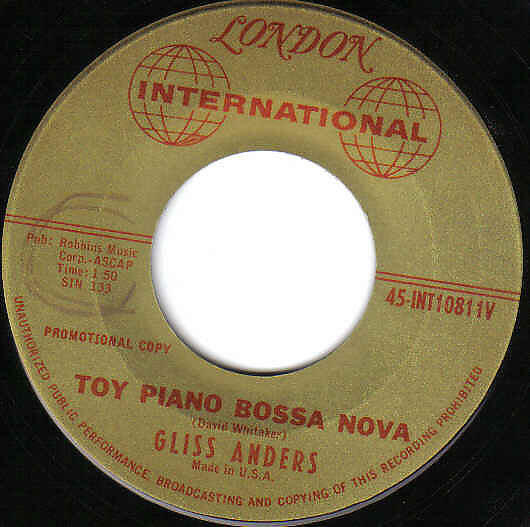 LONDON
INTERNATIONAL
Pub: Robbins Music
Corp.-ASCAP
Time: 1 50
SIN 133
45-INT10811V
PROMOTIONAL COPY
TOY PIANO BOSSA NOVA
(David Whitaker)
GLISS ANDERS
Made in U.S.A.
UNAUTHORIZED PUBLIC PERFORMANCE, BROADCASTING AND COPYING OF THIS RECORDING PROHIBITED